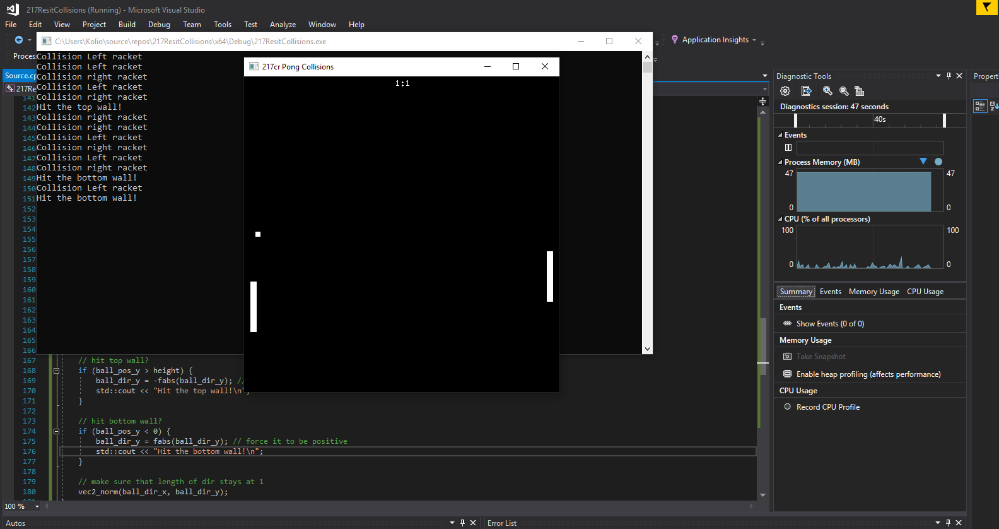 217ResitCollisions (Running) - Microsoft Visual Studio
File Edit View Project Build Debug Team Tools Test Analyze Window Help
C:\Users\Kolio\source\repos\217ResitCollisions\x64\Debug\217ResitCollisions.exe
Application Insights
Proces
Source.cp
217Re
Collision Left racket
Collision Left racket
Collision right racket
Collision Left racket
Collision right racket
Hit the top wall!
Collision right racket
Collision right racket
Collision Left racket
Collision right racket
Collision Left racket
Collision right racket
Hit the bottom wall!
Collision Left racket
Hit the bottom wall!
217cr Pong Collisions
1:1
141
142
143
144
145
146
147
148
149
150
151
152
153
154
155
156
157
158
159
160
161
162
163
164
165
166
167 // hit top wall?
168 if (ball_pos_y > height) {
169 ball_dir_y = -fabs(ball_dir_y); //
170 std::cout << "Hit the top wall!\n";
171 }
172
173 // hit bottom wall?
174 if (ball_pos_y < 0) {
175 ball_dir_y = fabs(ball_dir_y); // force it to be positive
176 std::cout << "Hit the bottom wall!\n";
177 }
178
179 // make sure that length of dir stays at 1
180 vec2_norm(ball_dir_x, ball_dir_y);
100 %
Autos
Error List
Diagnostic Tools
Diagnostics session: 47 seconds
40s
Events
Process Memory (MB)
47 47
0 0
CPU (% of all processors)
100 100
0 0
Summary Events Memory Usage CPU Usage
Events
Show Events (0 of 0)
Memory Usage
Take Snapshot
Enable heap profiling (affects performance)
CPU Usage
Record CPU Profile
Propert